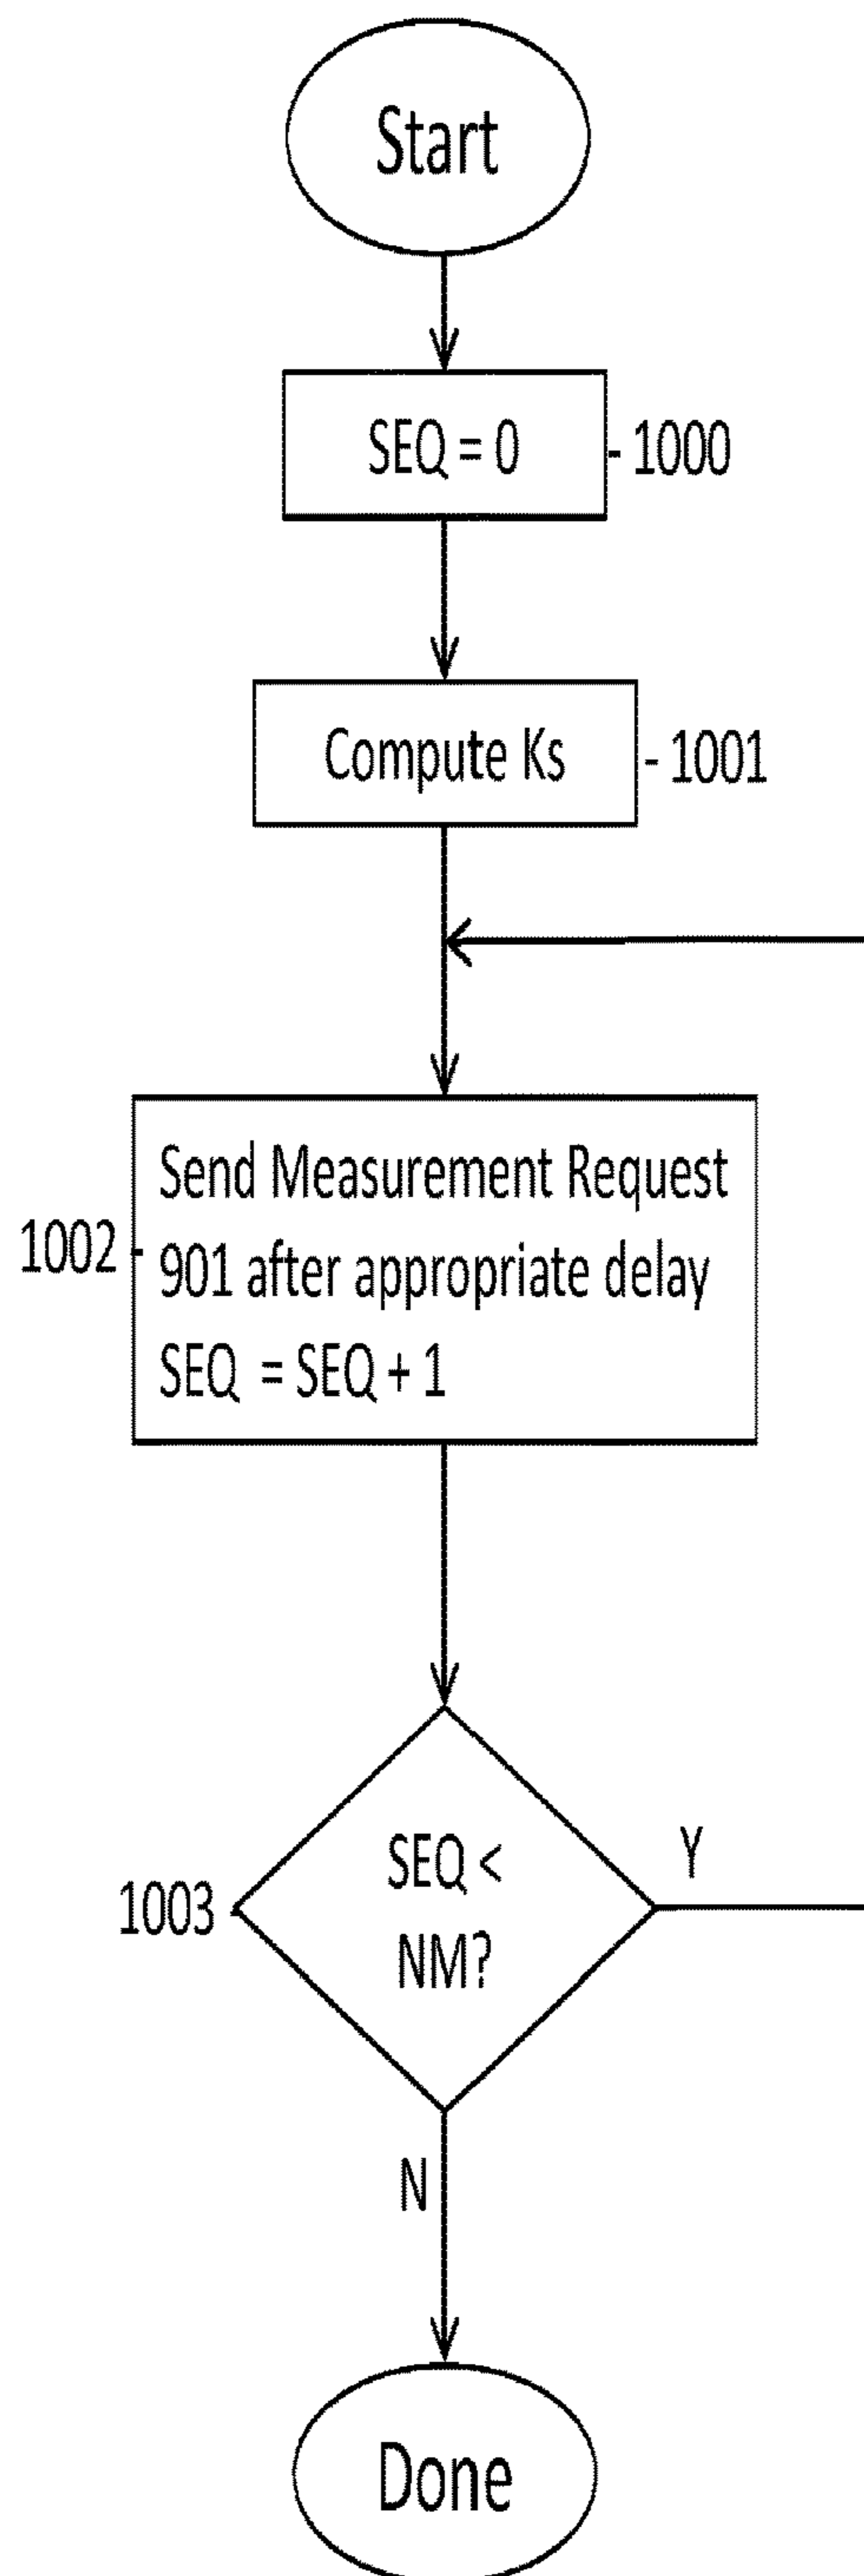 Start
SEQ = 0
- 1000
Compute Ks
- 1001
Send Measurement Request
1002 -
901 after appropriate delay
SEQ = SEQ + 1
SEQ <
Y
1003
NM?
N
Done